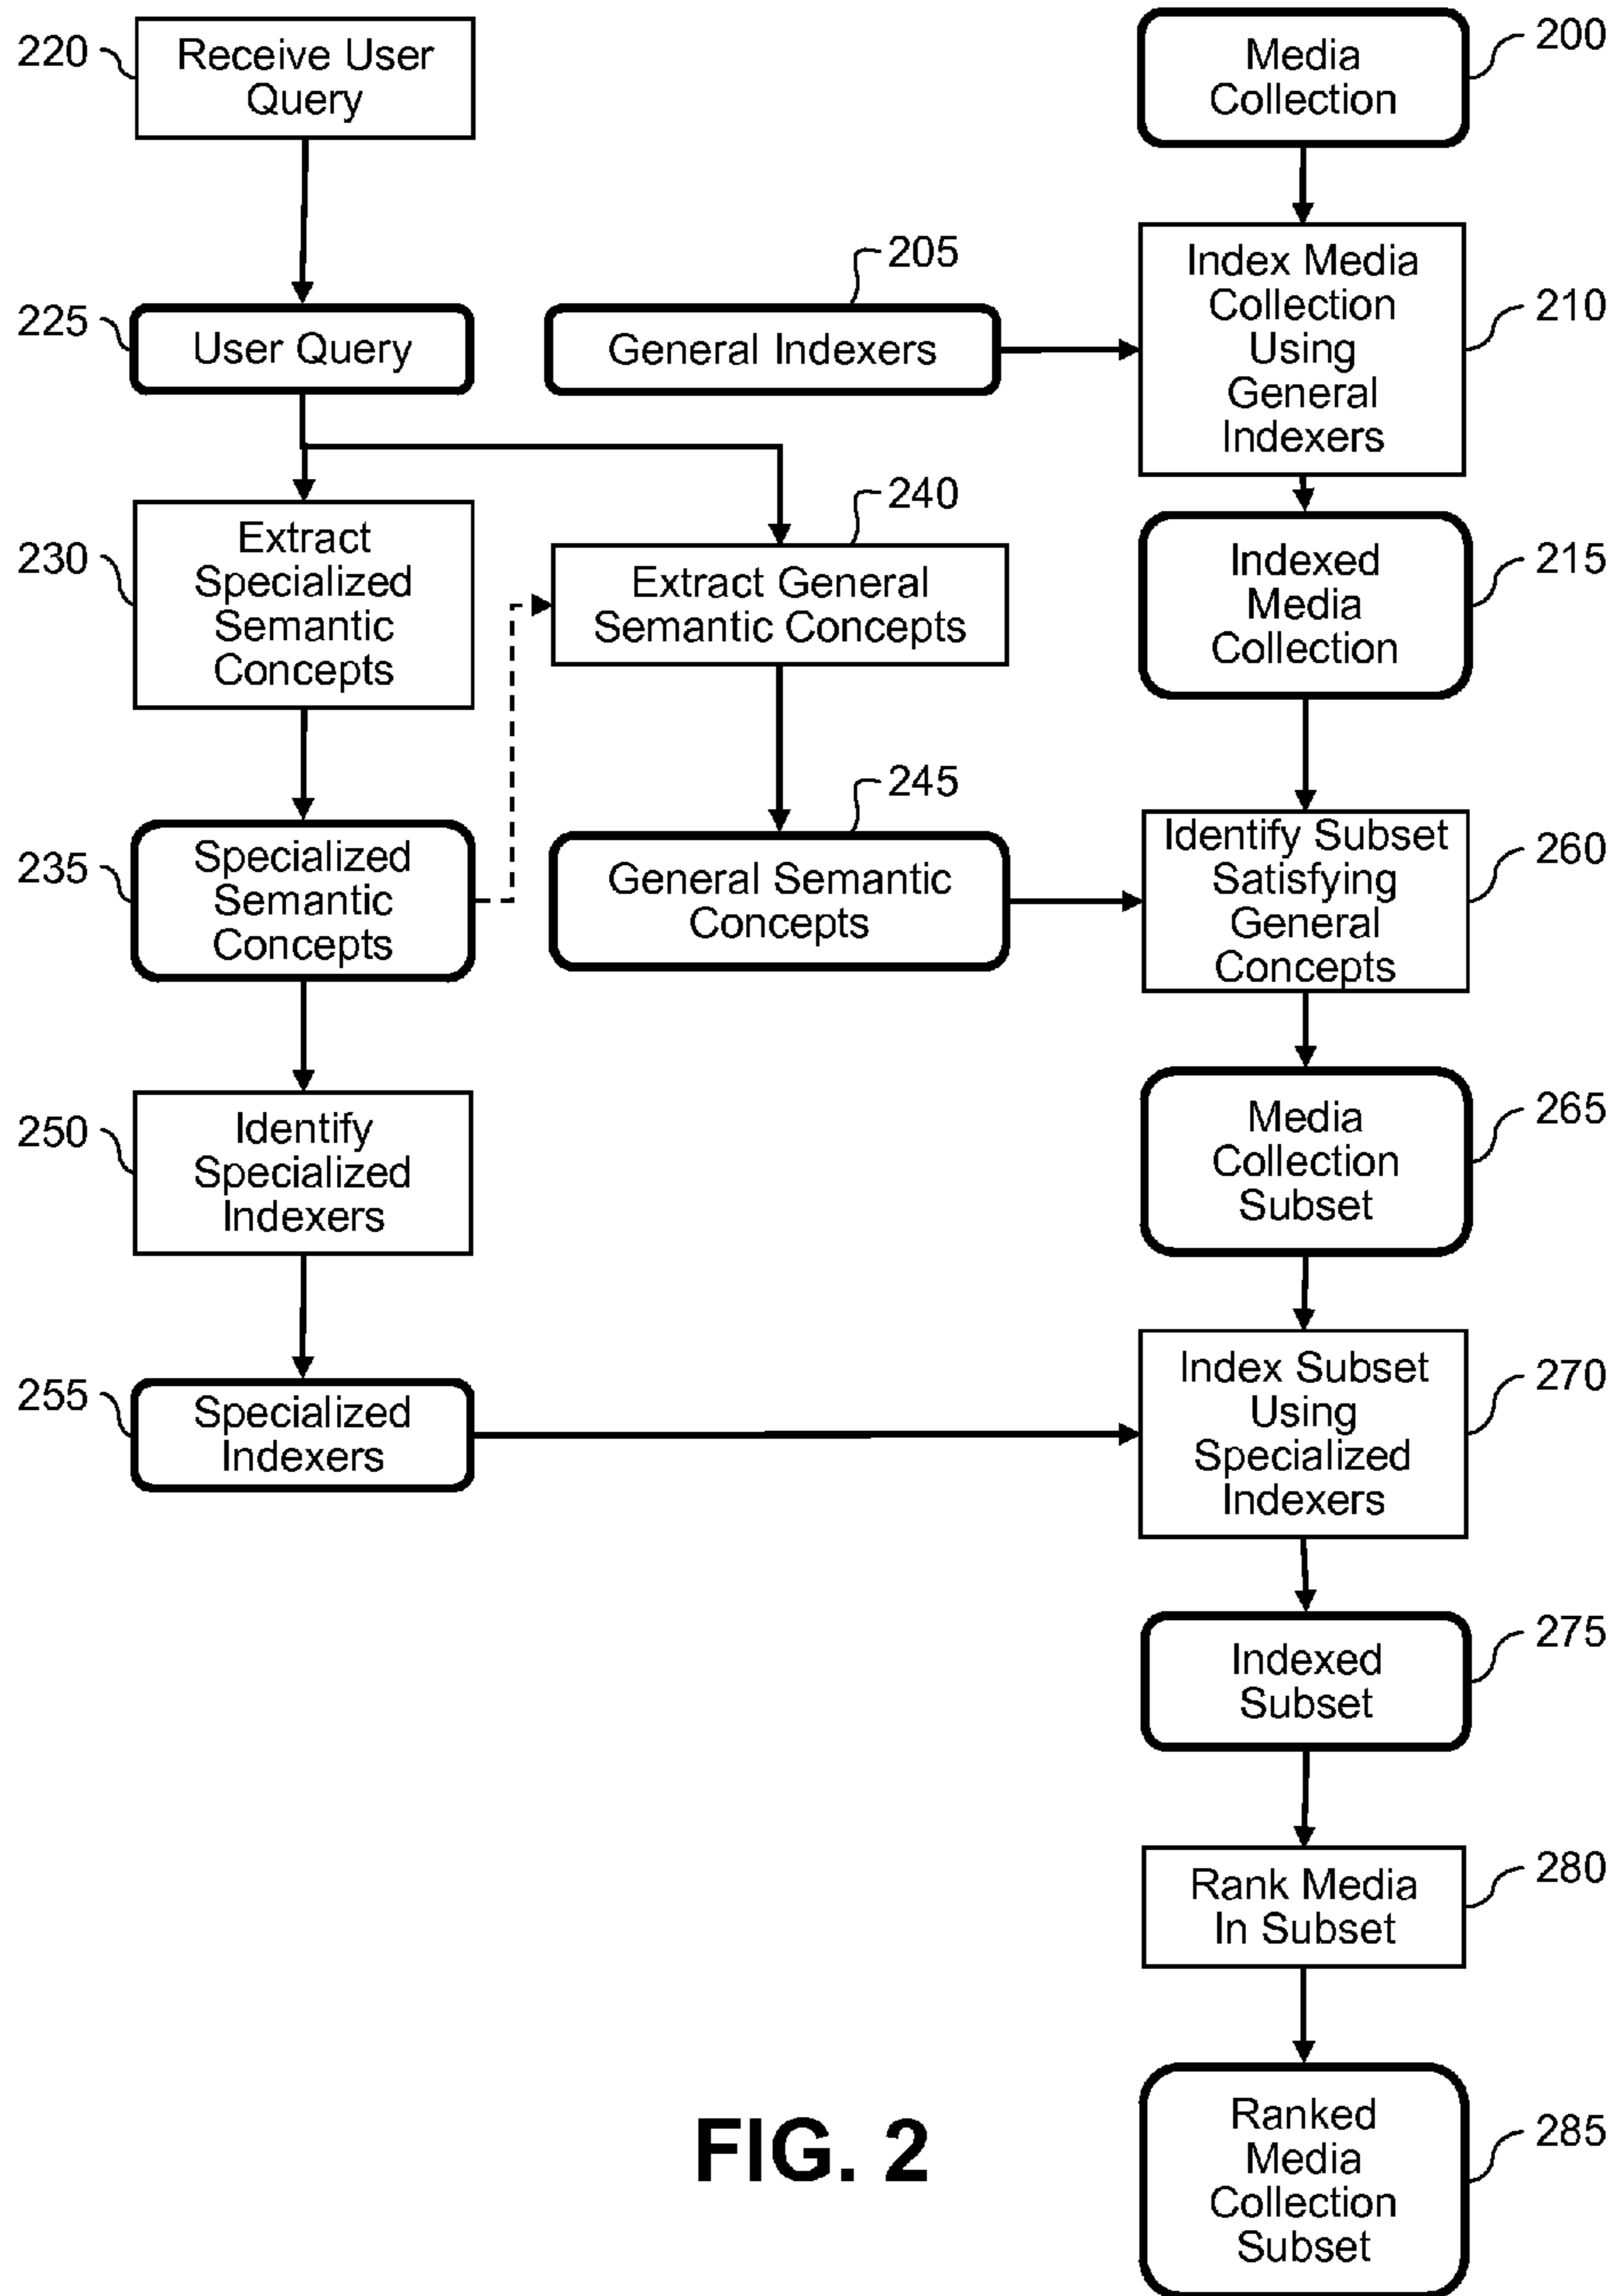 220
Receive User
Query
Media
Collection
200
205
225
User Query
General Indexers
Index Media
Collection
Using
General
Indexers
210
230
Extract
Specialized
Semantic
Concepts
240
Extract General
Semantic Concepts
Indexed
Media
Collection
215
235
Specialized
Semantic
Concepts
245
General Semantic
Concepts
Identify Subset
Satisfying
General
Concepts
260
250
Identify
Specialized
Indexers
Media
Collection
Subset
265
255
Specialized
Indexers
Index Subset
Using
Specialized
Indexers
270
Indexed
Subset
275
Rank Media
In Subset
280
Ranked
Media
Collection
Subset
285
FIG. 2